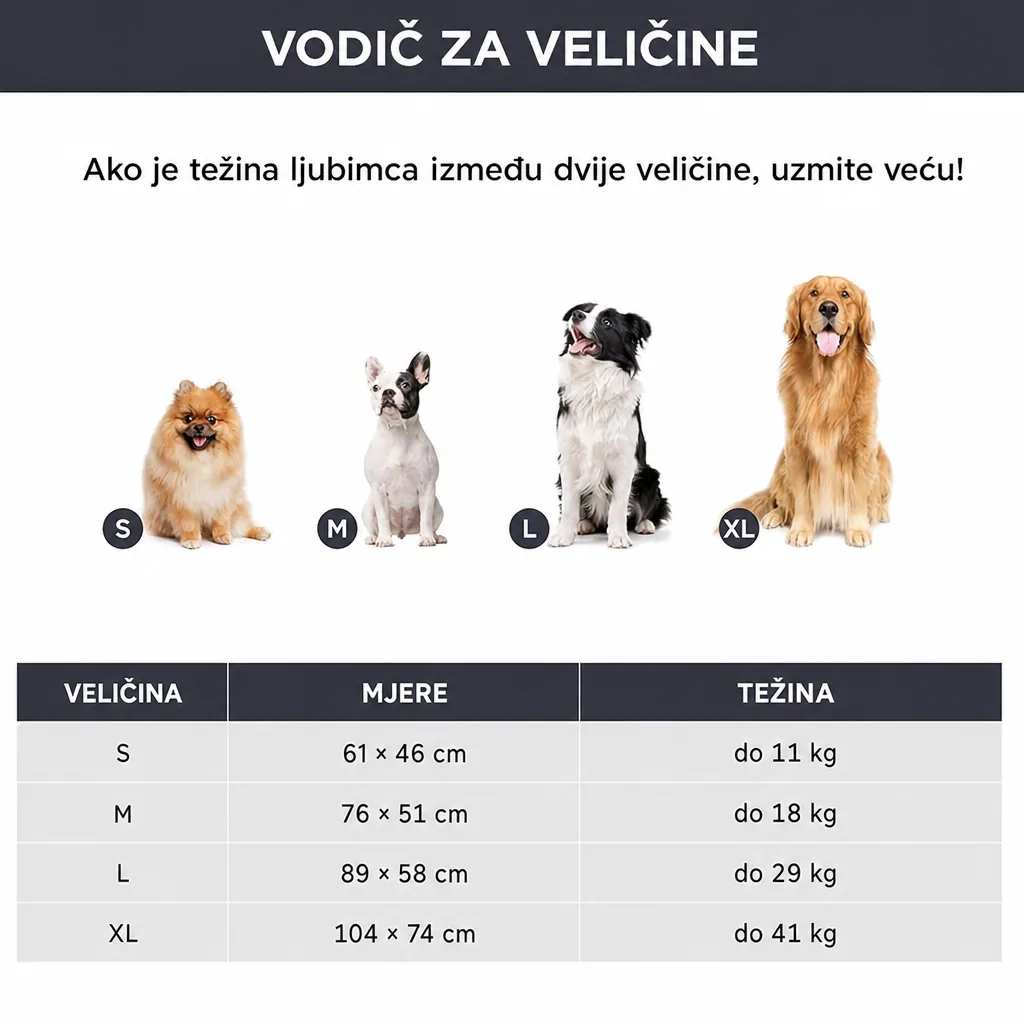 VODIČ ZA VELIČINE
Ako je težina ljubimca između dvije veličine, uzmite veću!
S
M
L
XL
VELIČINA MJERE TEŽINA
S 61 × 46 cm do 11 kg
M 76 × 51 cm do 18 kg
L 89 × 58 cm do 29 kg
XL 104 × 74 cm do 41 kg